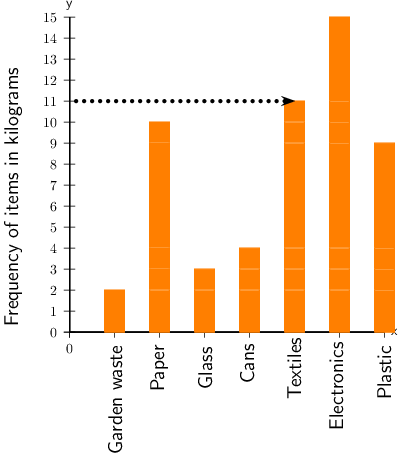 y
15
14
13
12
11
10
9
8
7
6
5
4
3
2
1
0
x
0
Frequency of items in kilograms
Garden waste
Paper
Glass
Cans
Textiles
Electronics
Plastic